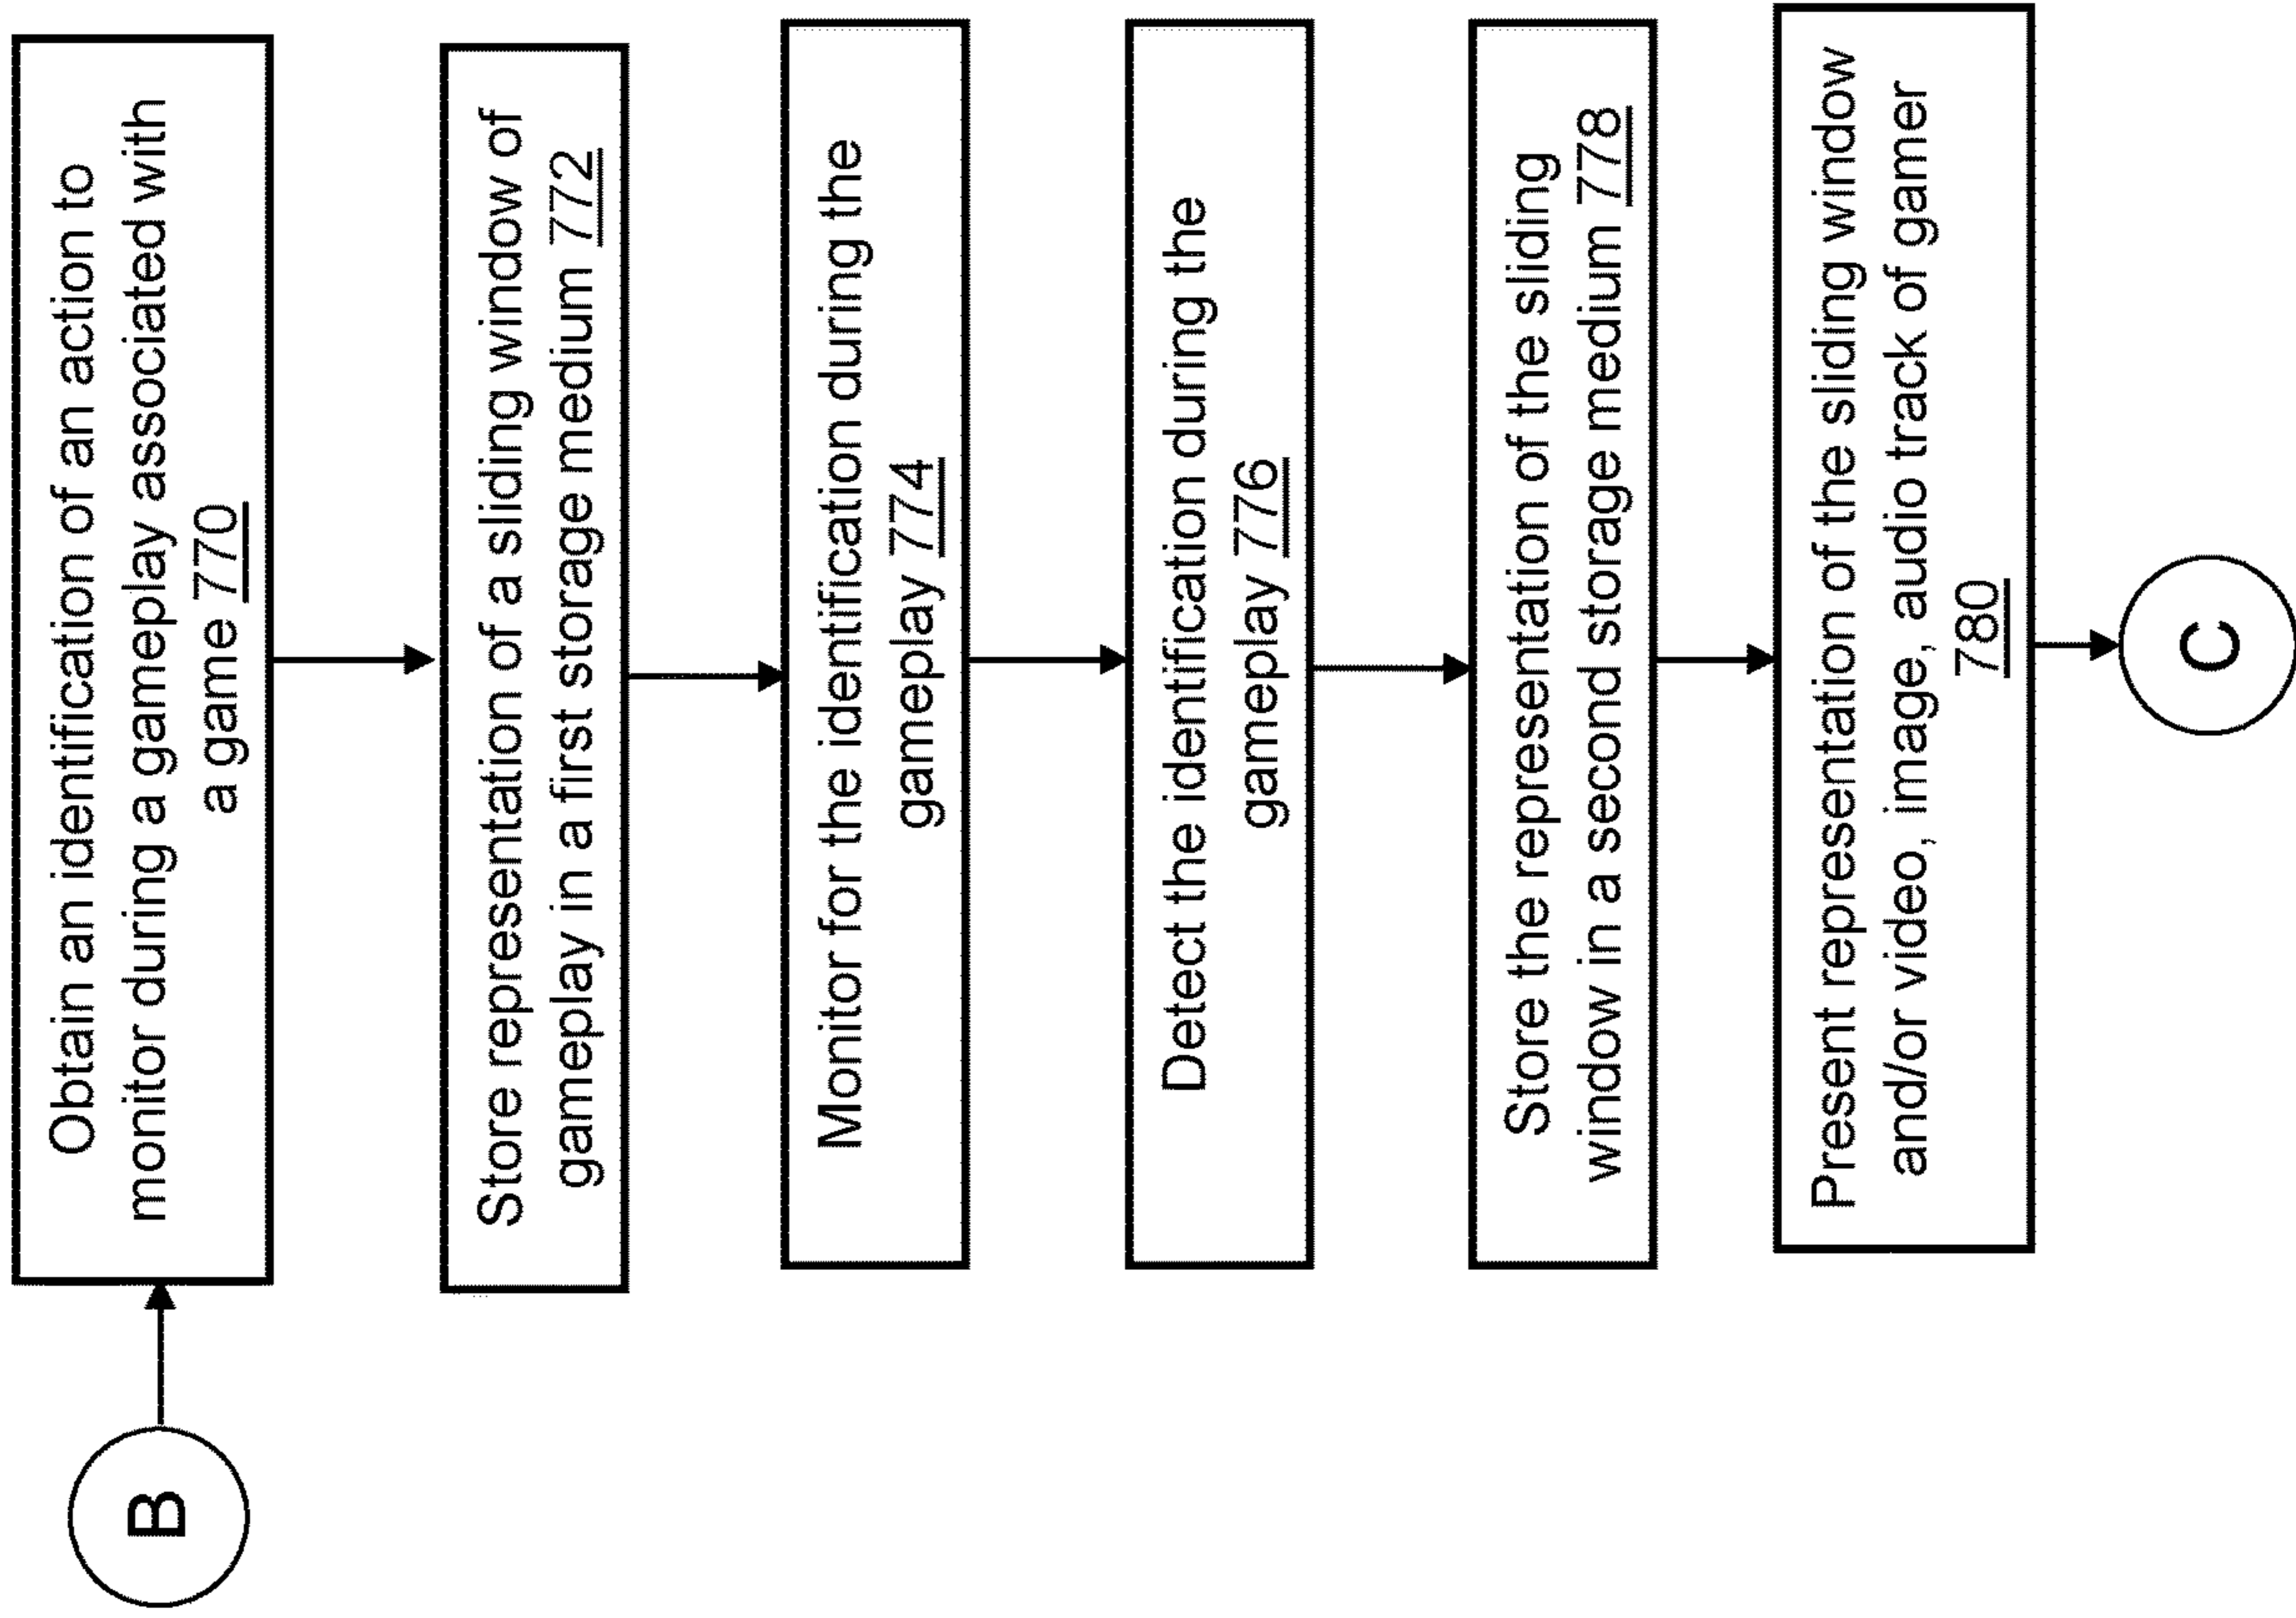 B
Obtain an identification of an action to
monitor during a gameplay associated with
a game 770
Store representation of a sliding window of
gameplay in a first storage medium 772
Monitor for the identification during the
gameplay 774
Detect the identification during the
gameplay 776
Store the representation of the sliding
window in a second storage medium 778
Present representation of the sliding window
and/or video, image, audio track of gamer
780
C